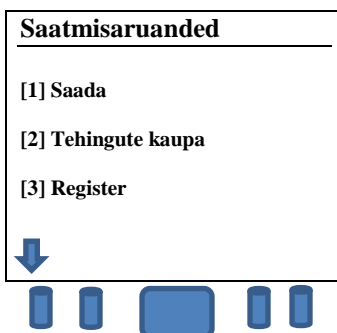 Saatmisaruanded
[1] Saada
[2] Tehingute kaupa
[3] Register